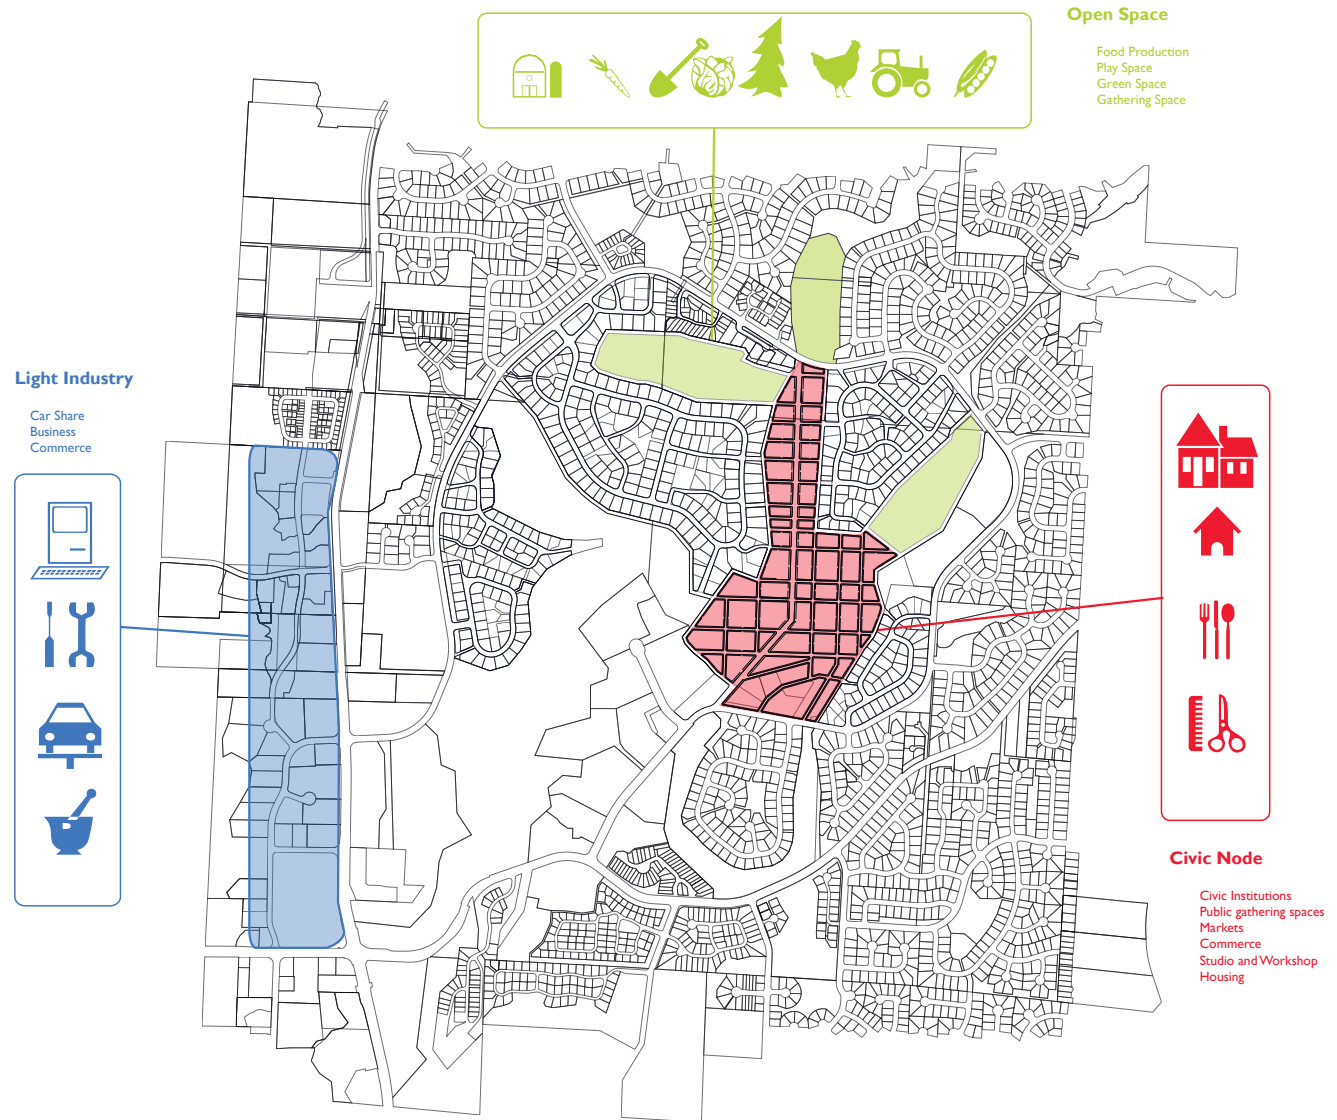 Open Space
Food Production
Play Space
Green Space
Gathering Space
Light Industry
Car Share
Business
Commerce
Civic Node
Civic Institutions
Public gathering spaces
Markets
Commerce
Studio and Workshop
Housing